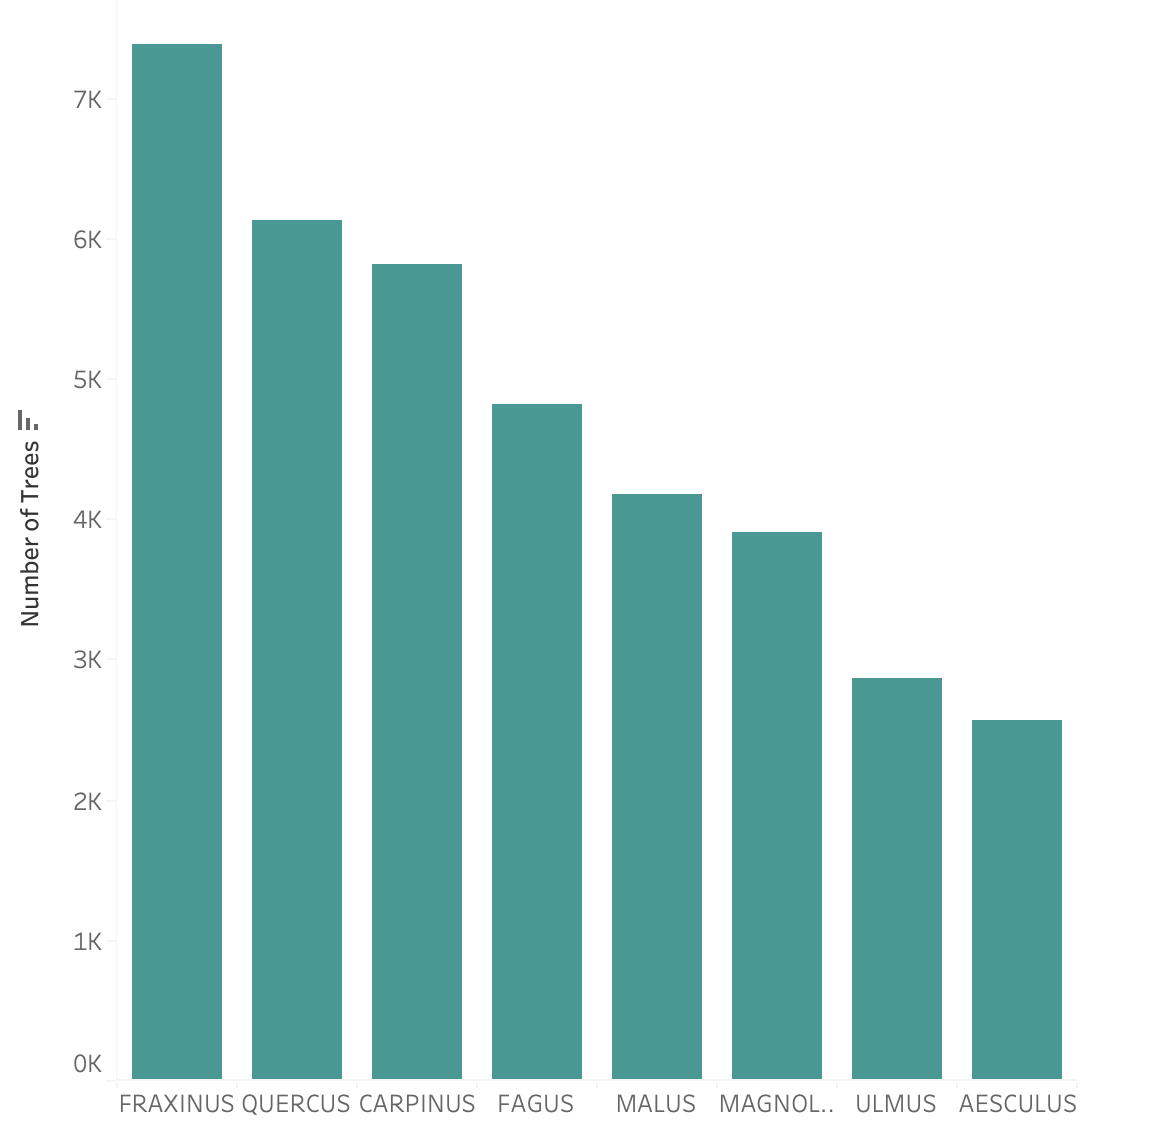 7K
6K
5K
4K
3K
2K
1K
0K
Number of Trees
FRAXINUS QUERCUS CARPINUS FAGUS MALUS MAGNOL.. ULMUS AESCULUS